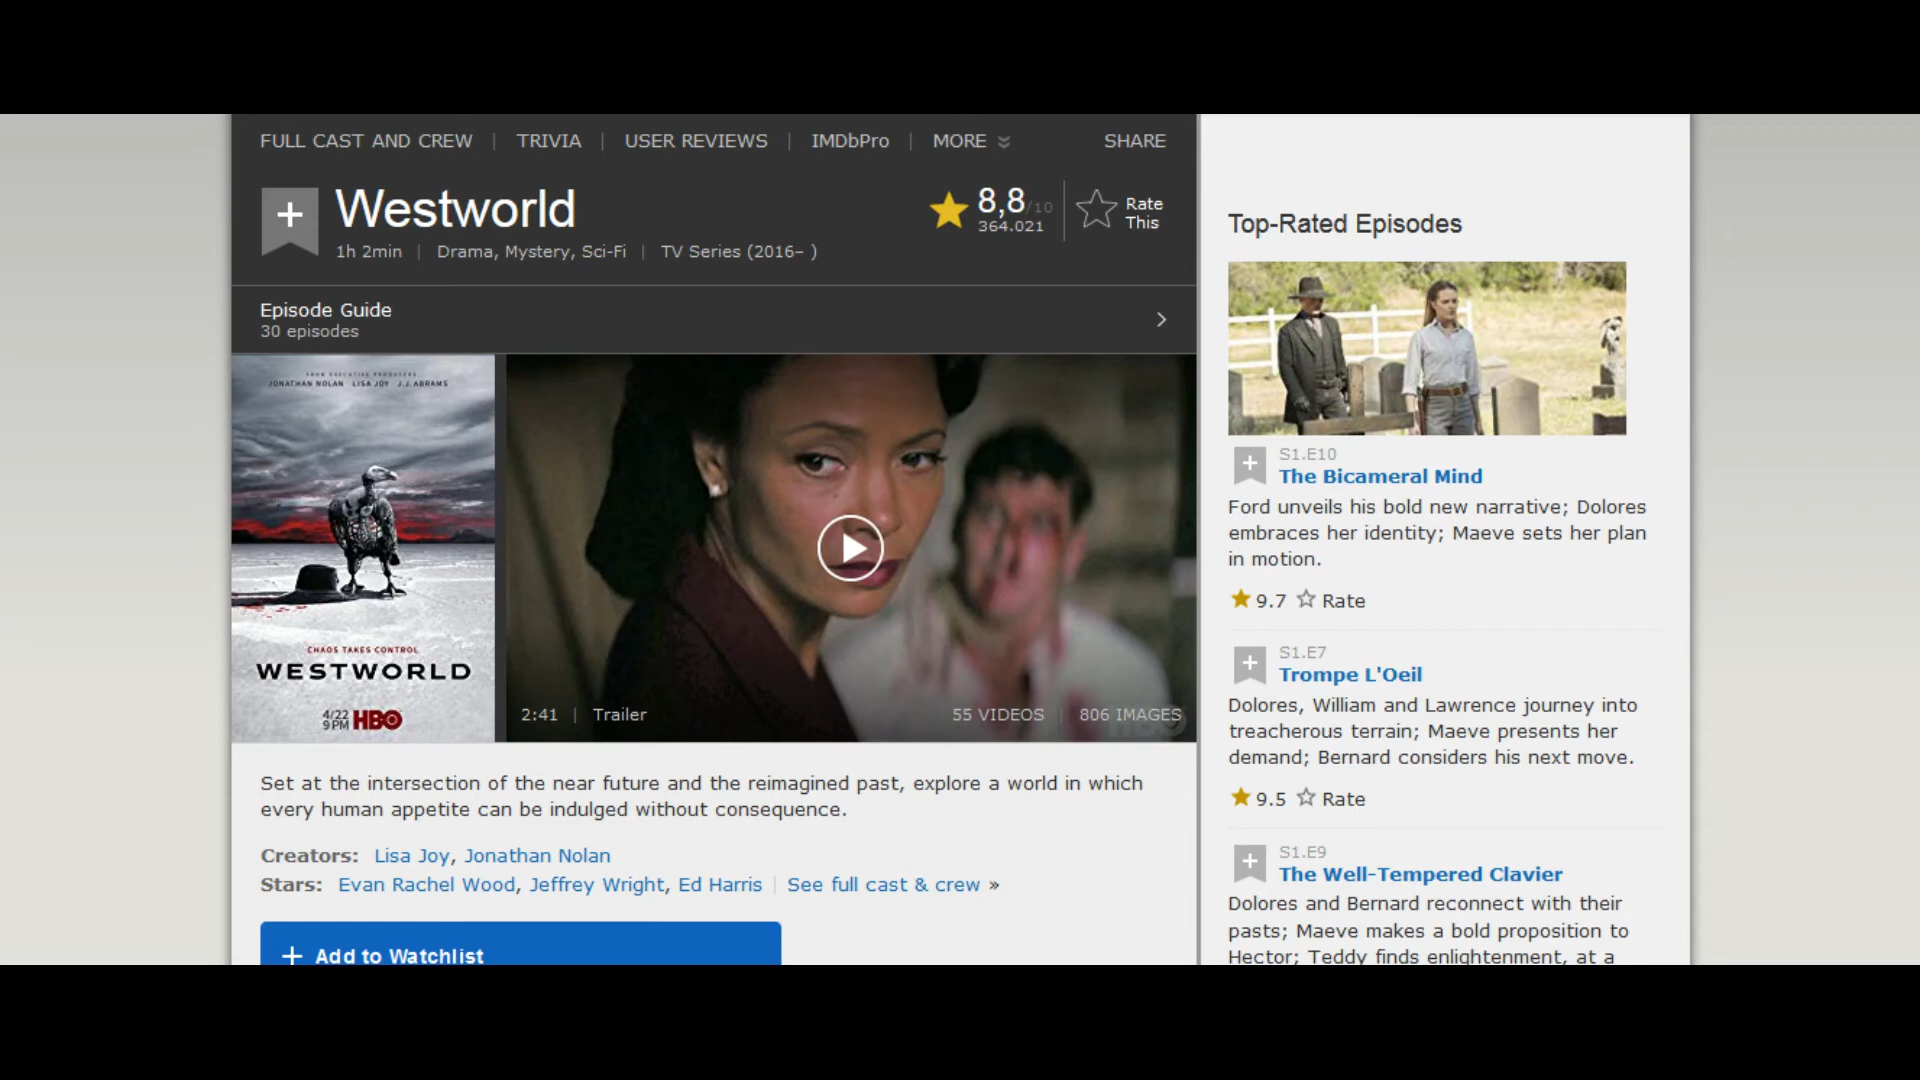 FULL CAST AND CREW | TRIVIA | USER REVIEWS | IMDbPro | MORE SHARE
+ Westworld
8,8/10
364.021
Rate
This
1h 2min | Drama, Mystery, Sci-Fi | TV Series (2016– )
Episode Guide
30 episodes
FROM EXECUTIVE PRODUCERS
JONATHAN NOLAN LISA JOY J.J. ABRAMS
CHAOS TAKES CONTROL
WESTWORLD
4/22
9PM HBO
2:41 | Trailer
55 VIDEOS | 806 IMAGES
HBO
Set at the intersection of the near future and the reimagined past, explore a world in which
every human appetite can be indulged without consequence.
Creators: Lisa Joy, Jonathan Nolan
Stars: Evan Rachel Wood, Jeffrey Wright, Ed Harris | See full cast & crew »
+ Add to Watchlist
Top-Rated Episodes
S1.E10
The Bicameral Mind
Ford unveils his bold new narrative; Dolores
embraces her identity; Maeve sets her plan
in motion.
9.7 Rate
S1.E7
Trompe L'Oeil
Dolores, William and Lawrence journey into
treacherous terrain; Maeve presents her
demand; Bernard considers his next move.
9.5 Rate
S1.E9
The Well-Tempered Clavier
Dolores and Bernard reconnect with their
pasts; Maeve makes a bold proposition to
Hector; Teddy finds enlightenment, at a